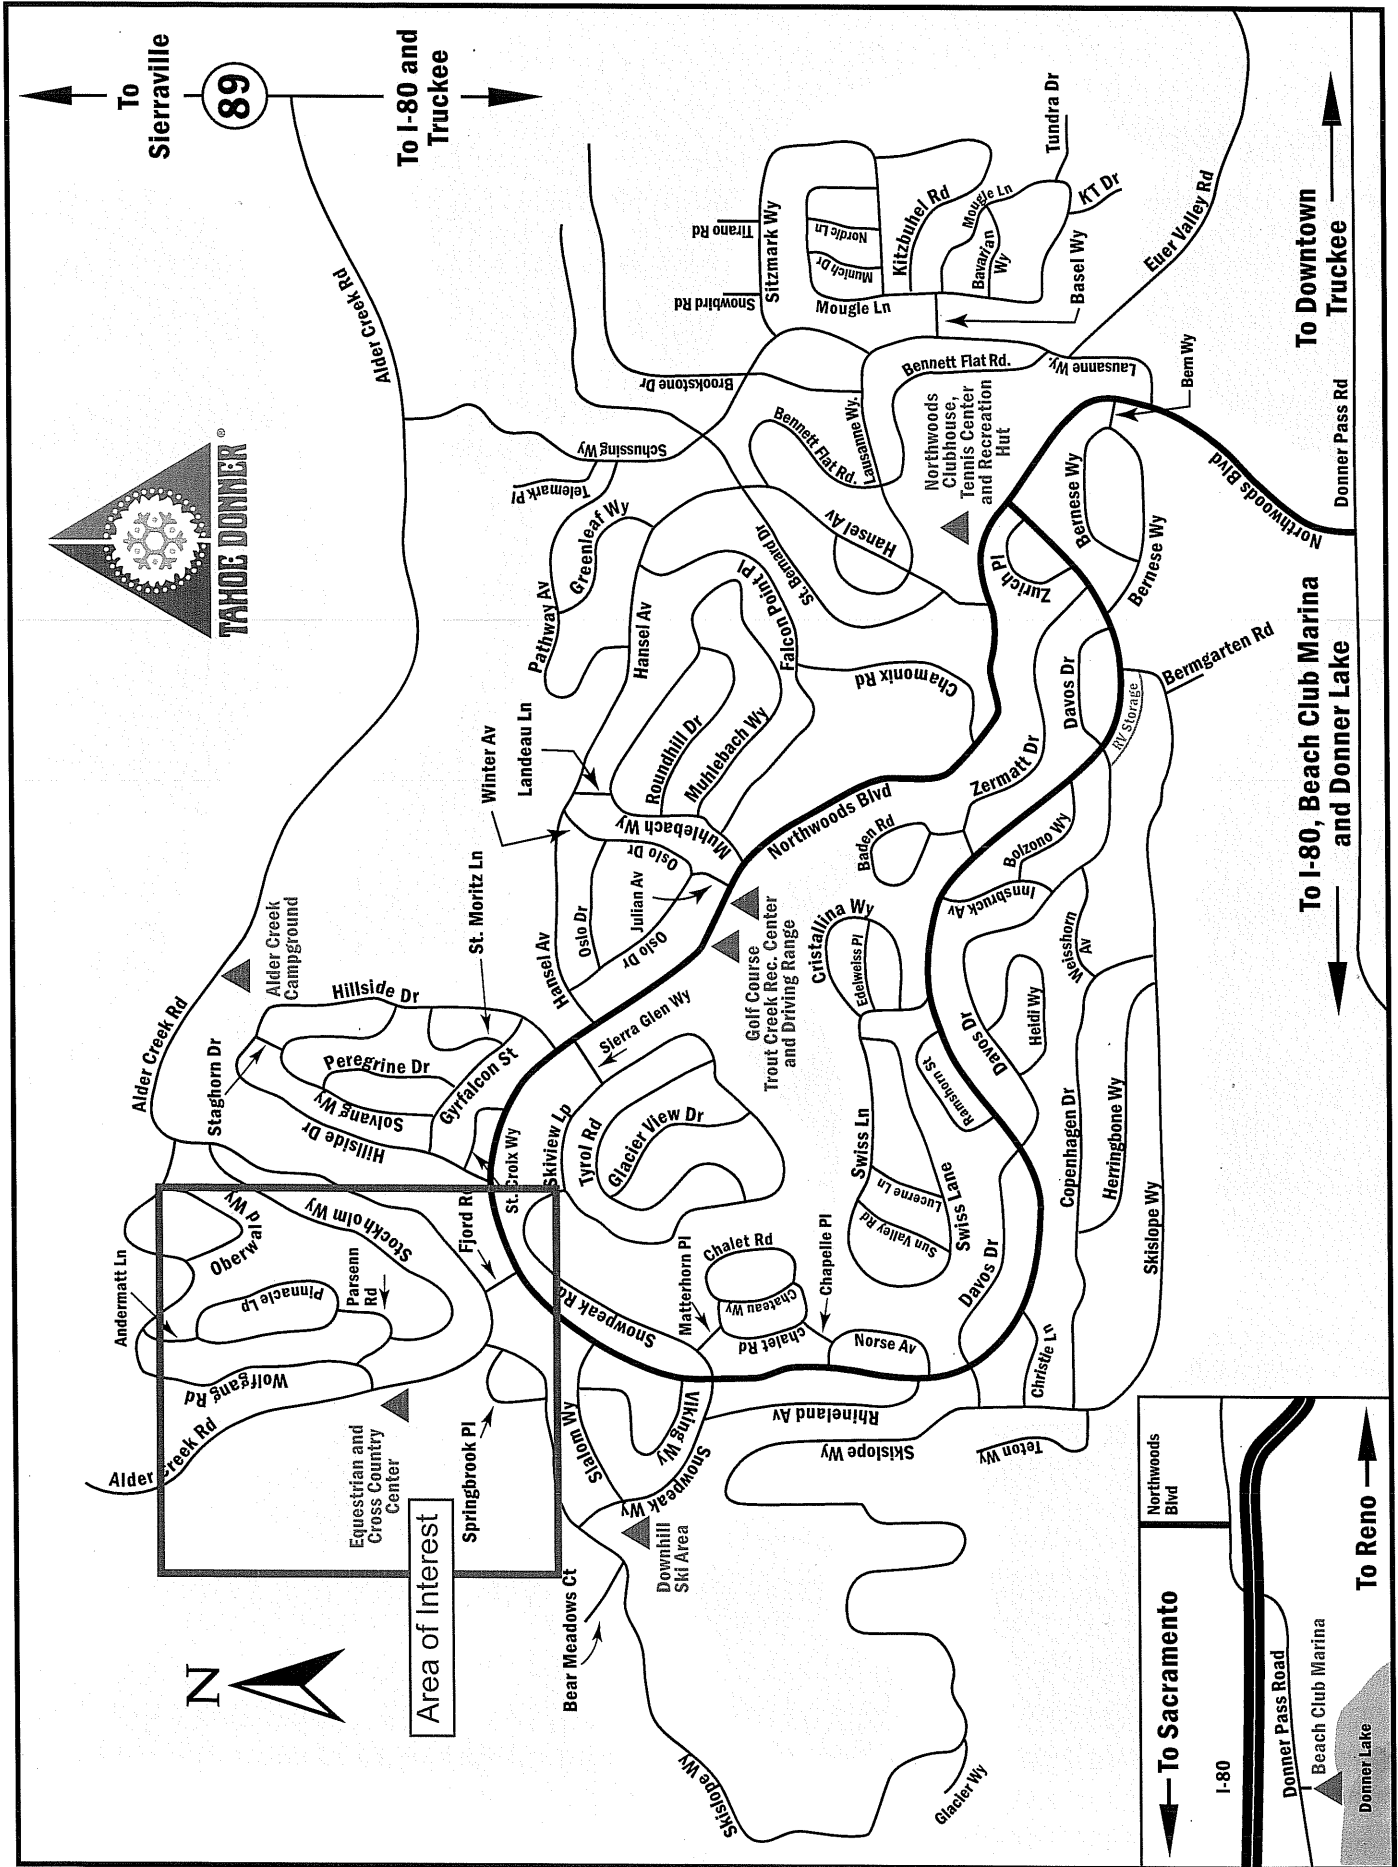 To
Sierraville
89
To I-80 and
Truckee
TAHOE DONNER®
Alder Creek Rd
Tundra Dr
KT Dr
Mougle Ln
Bavarian
Wy
Kitzbuhel Rd
Nordic Ln
Munich Dr
Mougle Ln
Sitzmark Wy
Tirano Rd
Snowbird Rd
Basel Wy
Euer Valley Rd
To Downtown
Truckee
Donner Pass Rd
Brookstone Dr
Bennett Flat Rd.
Lausanne Wy.
Bern Wy
Schussing Wy
Telemark Pl
Bennett Flat Rd.
Lausanne Wy.
Northwoods
Clubhouse,
Tennis Center
and Recreation
Hut
Northwoods Blvd
Greenleaf Wy
Pathway Av
Hansel Av
St. Bernard Dr
Hansel Av
Falcon Point Pl
Zurich Pl
Bernese Wy
Bernese Wy
Chamonix Rd
Davos Dr
RV Storage
Bermgarten Rd
To I-80, Beach Club Marina
and Donner Lake
Winter Av
Landeau Ln
Roundhill Dr
Muhlebach Wy
Muhlebach Wy
Northwoods Blvd
Zermatt Dr
Baden Rd
Bolzono Wy
Innsbruck Av
Oslo Dr
Julian Av
Oslo Dr
Oslo Dr
Hansel Av
St. Moritz Ln
Alder Creek
Campground
Golf Course
Trout Creek Rec. Center
and Driving Range
Cristallina Wy
Edelweiss Pl
Weisshorn
Av
Heidi Wy
Davos Dr
Hillside Dr
Alder Creek Rd
Staghorn Dr
Peregrine Dr
Solvang Wy
Hillside Dr
Gyrfalcon St
Sierra Glen Wy
Skiview Lp
Tyrol Rd
Glacier View Dr
Ramshorn St
Swiss Ln
Lucerne Ln
Sun Valley Rd
Swiss Lane
Copenhagen Dr
Herringbone Wy
Skislope Wy
St. Croix Wy
Fjord Rd
Oberwald Wy
Stockholm Wy
Andermatt Ln
Pinnacle Lp
Parsenn
Rd
Wolfgang Rd
Alder Creek Rd
Equestrian and
Cross Country
Center
Springbrook Pl
Area of Interest
Snowpeak Rd
Matterhorn Pl
Chalet Rd
Chateau Wy
Chalet Rd
Chapelle Pl
Norse Av
Davos Dr
Christie Ln
Rhineland Av
Viking Wy
Slalom Wy
Snowpeak Wy
Skislope Wy
Teton Wy
Downhill
Ski Area
Bear Meadows Ct
N
Skislope Wy
Glacier Wy
Northwoods
Blvd
To Sacramento
To Reno
I-80
Donner Pass Road
Beach Club Marina
Donner Lake